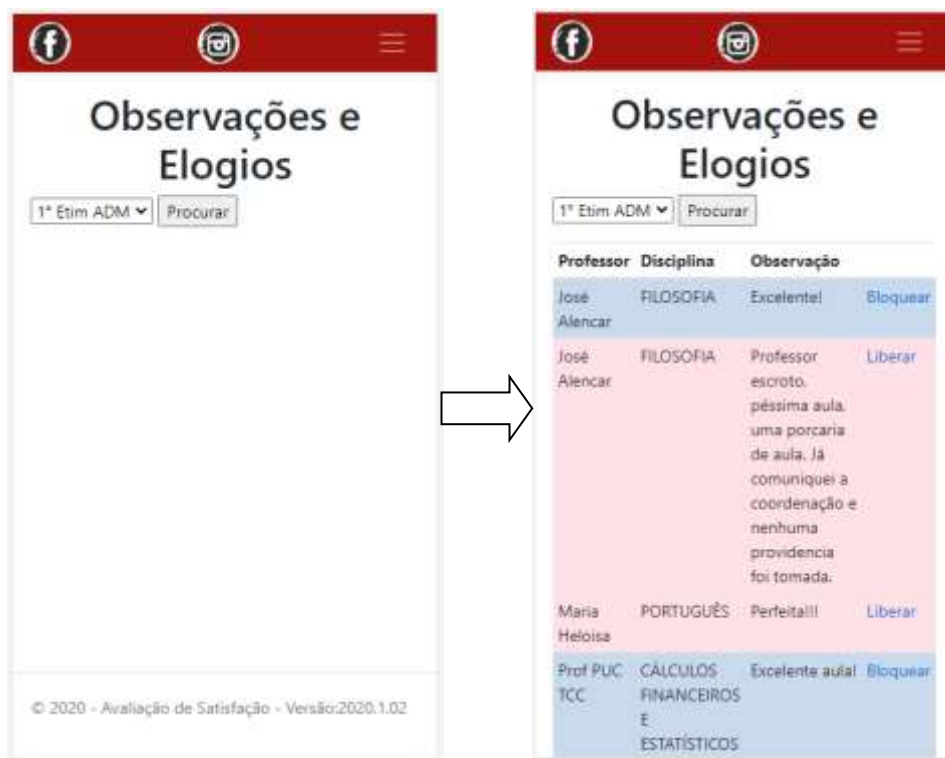 Observações e
Elogios
1º Etim ADM Procurar
© 2020 - Avaliação de Satisfação - Versão:2020.1.02
Observações e
Elogios
1º Etim ADM Procurar
Professor Disciplina Observação
José FILOSOFIA Excelente! Bloquear
Alencar
José FILOSOFIA Professor Liberar
Alencar escroto.
péssima aula.
uma porcaria
de aula. Já
comuniquei a
coordenação e
nenhuma
providencia
foi tomada.
Maria PORTUGUÊS Perfeita!!! Liberar
Heloisa
Prof PUC CÁLCULOS Excelente aula! Bloquear
TCC FINANCEIROS
E
ESTATÍSTICOS